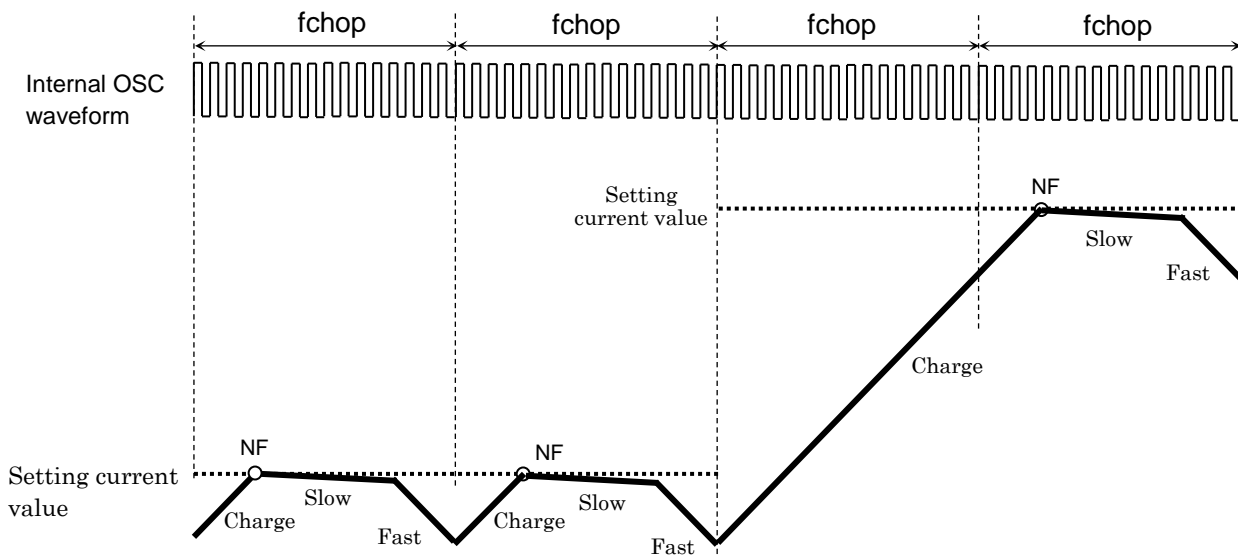 fchop
fchop
fchop
fchop
Internal OSC
waveform
Setting
current value
NF
Slow
Fast
Charge
Setting current
value
NF
Slow
Charge
Fast
NF
Slow
Charge
Fast